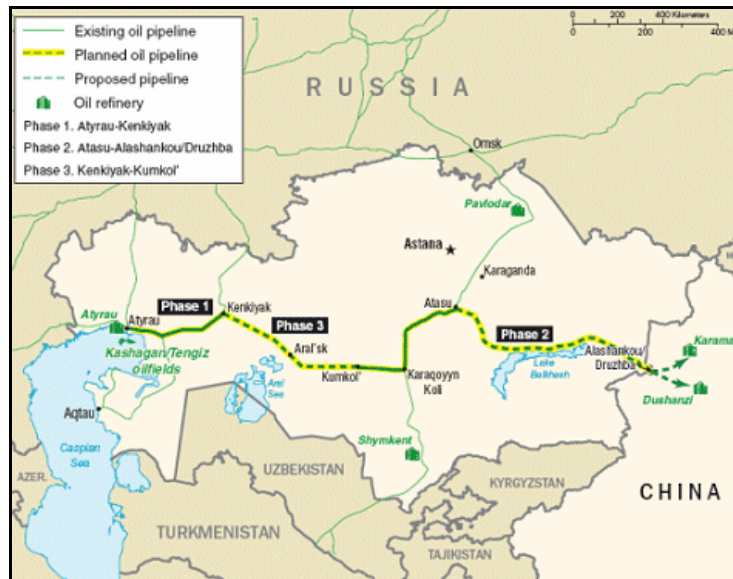 Existing oil pipeline
Planned oil pipeline
Proposed pipeline
Oil refinery
Phase 1. Atyrau-Kenkiyak
Phase 2. Atasu-Alashankou/Druzhba
Phase 3. Kenkiyak-Kumkol'
0 200 400 Kilometers
0 200 400 M
RUSSIA
Omsk
Pavlodar
Astana
Karaganda
Atyrau
Atyrau
Phase 1
Kenkiyak
Atasu
Phase 3
Phase 2
Kashagan/Tengiz
oilfields
Aral'sk
Alashankou/
Druzhba
Karama
Aral
Sea
Kumkol'
Karaqoyyn
Koli
Lake
Balkhash
Dushanzi
Aqtau
Shymkent
Caspian
Sea
AZER.
UZBEKISTAN
KYRGYZSTAN
CHINA
TURKMENISTAN
TAJIKISTAN